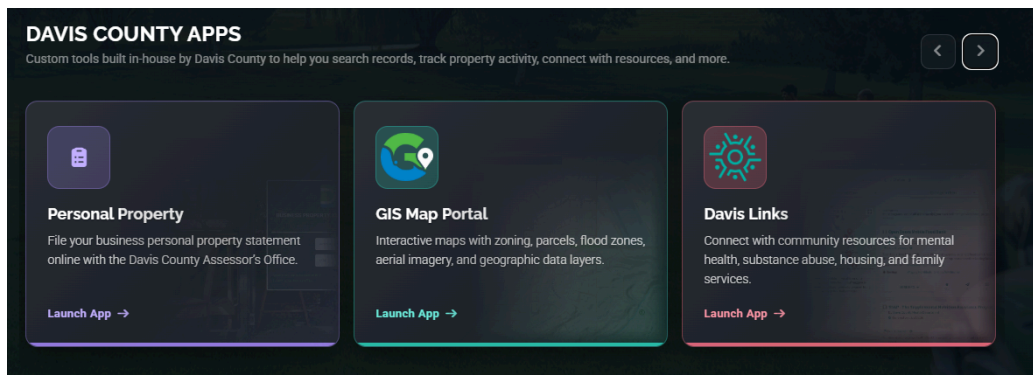 DAVIS COUNTY APPS
Custom tools built in-house by Davis County to help you search records, track property activity, connect with resources, and more.
Personal Property
File your business personal property statement
online with the Davis County Assessor's Office.
Launch App →
GIS Map Portal
Interactive maps with zoning, parcels, flood zones,
aerial imagery, and geographic data layers.
Launch App →
Davis Links
Connect with community resources for mental
health, substance abuse, housing, and family
services.
Launch App →